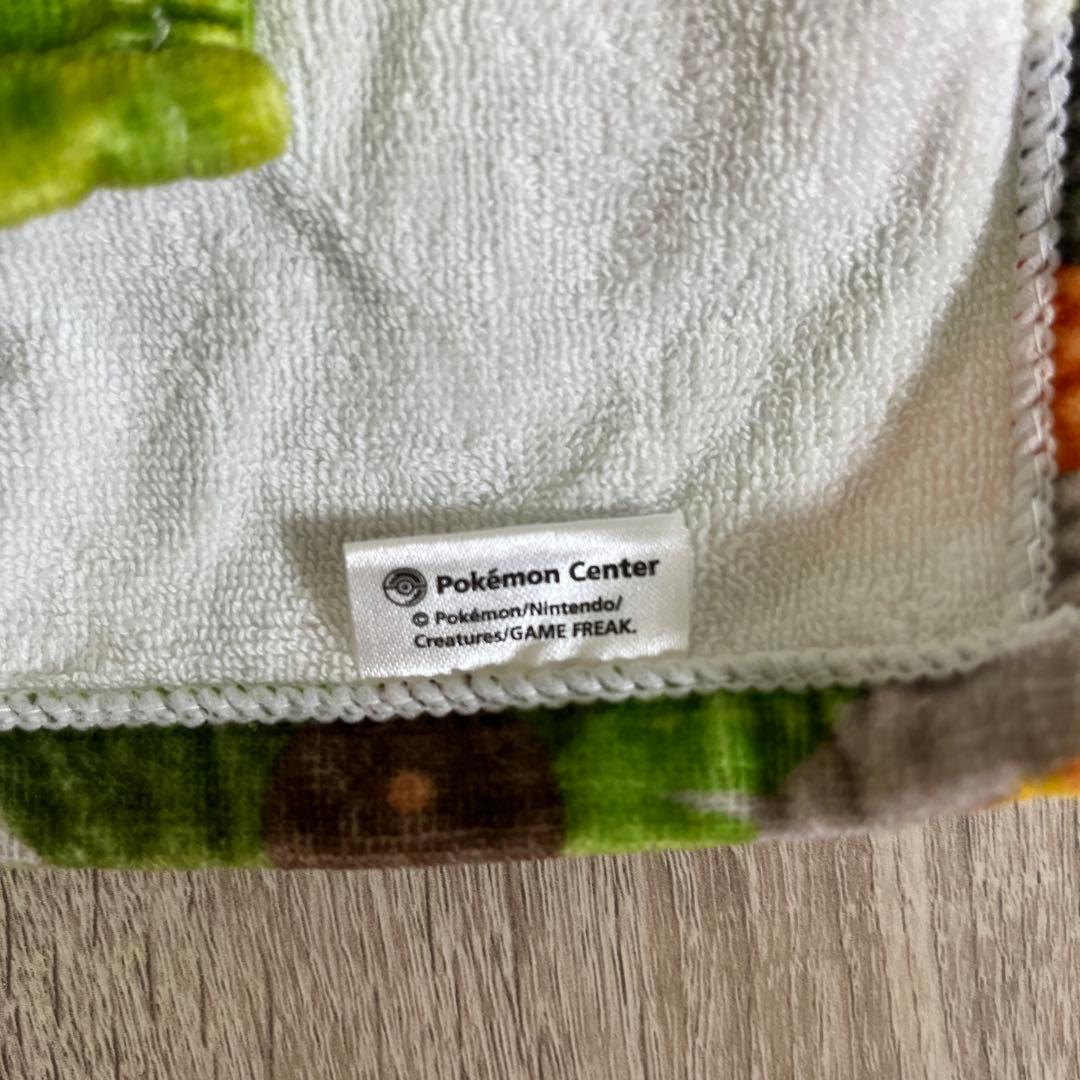 Pokémon Center
© Pokémon/Nintendo/
Creatures/GAME FREAK.